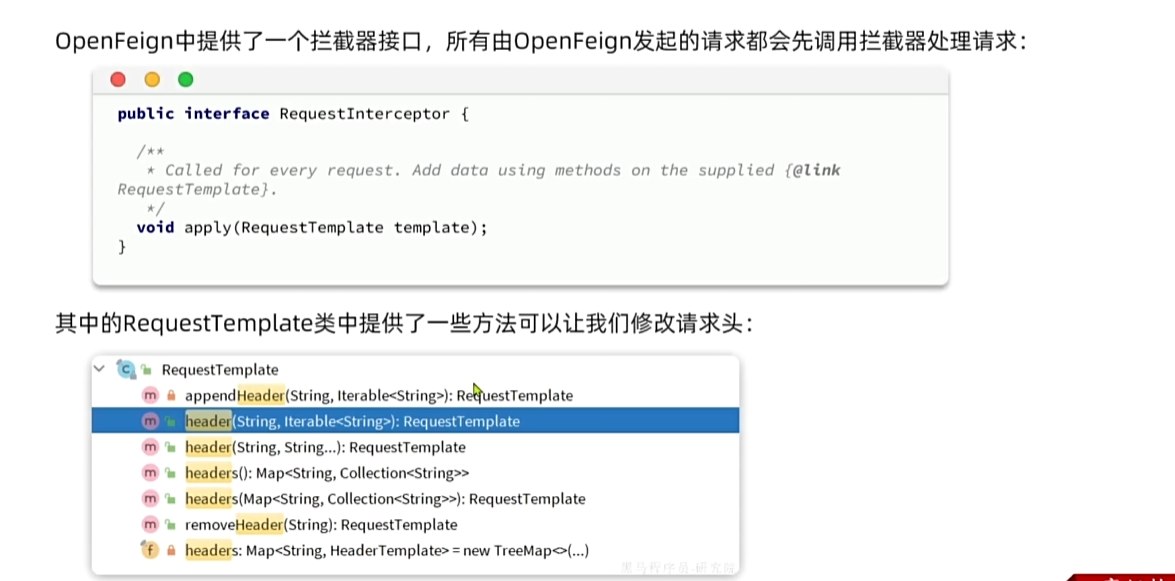 OpenFeign中提供了一个拦截器接口，所有由OpenFeign发起的请求都会先调用拦截器处理请求：
public interface RequestInterceptor {
/**
* Called for every request. Add data using methods on the supplied {@link
RequestTemplate}.
*/
void apply(RequestTemplate template);
}
其中的RequestTemplate类中提供了一些方法可以让我们修改请求头：
RequestTemplate
appendHeader(String, Iterable<String>): RequestTemplate
header(String, Iterable<String>): RequestTemplate
header(String, String...): RequestTemplate
headers(): Map<String, Collection<String>>
headers(Map<String, Collection<String>>): RequestTemplate
removeHeader(String): RequestTemplate
headers: Map<String, HeaderTemplate> = new TreeMap<>(...)
黑马程序员-研究院